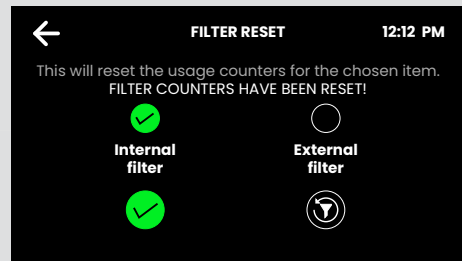 FILTER RESET 12:12 PM
This will reset the usage counters for the chosen item.
FILTER COUNTERS HAVE BEEN RESET!
Internal External
filter filter